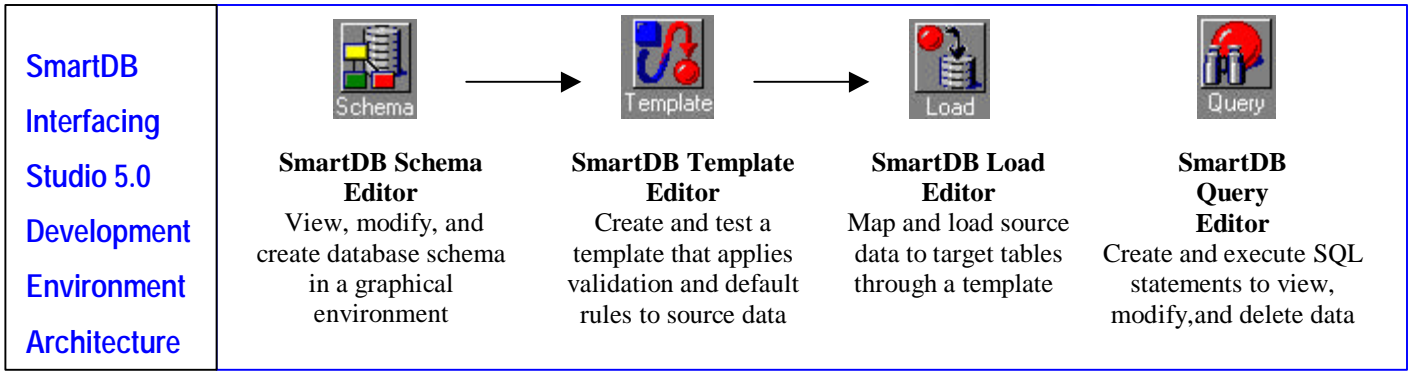 SmartDB
Interfacing
Studio 5.0
Development
Environment
Architecture
Schema
SmartDB Schema
Editor
View, modify, and
create database schema
in a graphical
environment
Template
SmartDB Template
Editor
Create and test a
template that applies
validation and default
rules to source data
Load
SmartDB Load
Editor
Map and load source
data to target tables
through a template
Query
SmartDB
Query
Editor
Create and execute SQL
statements to view,
modify,and delete data